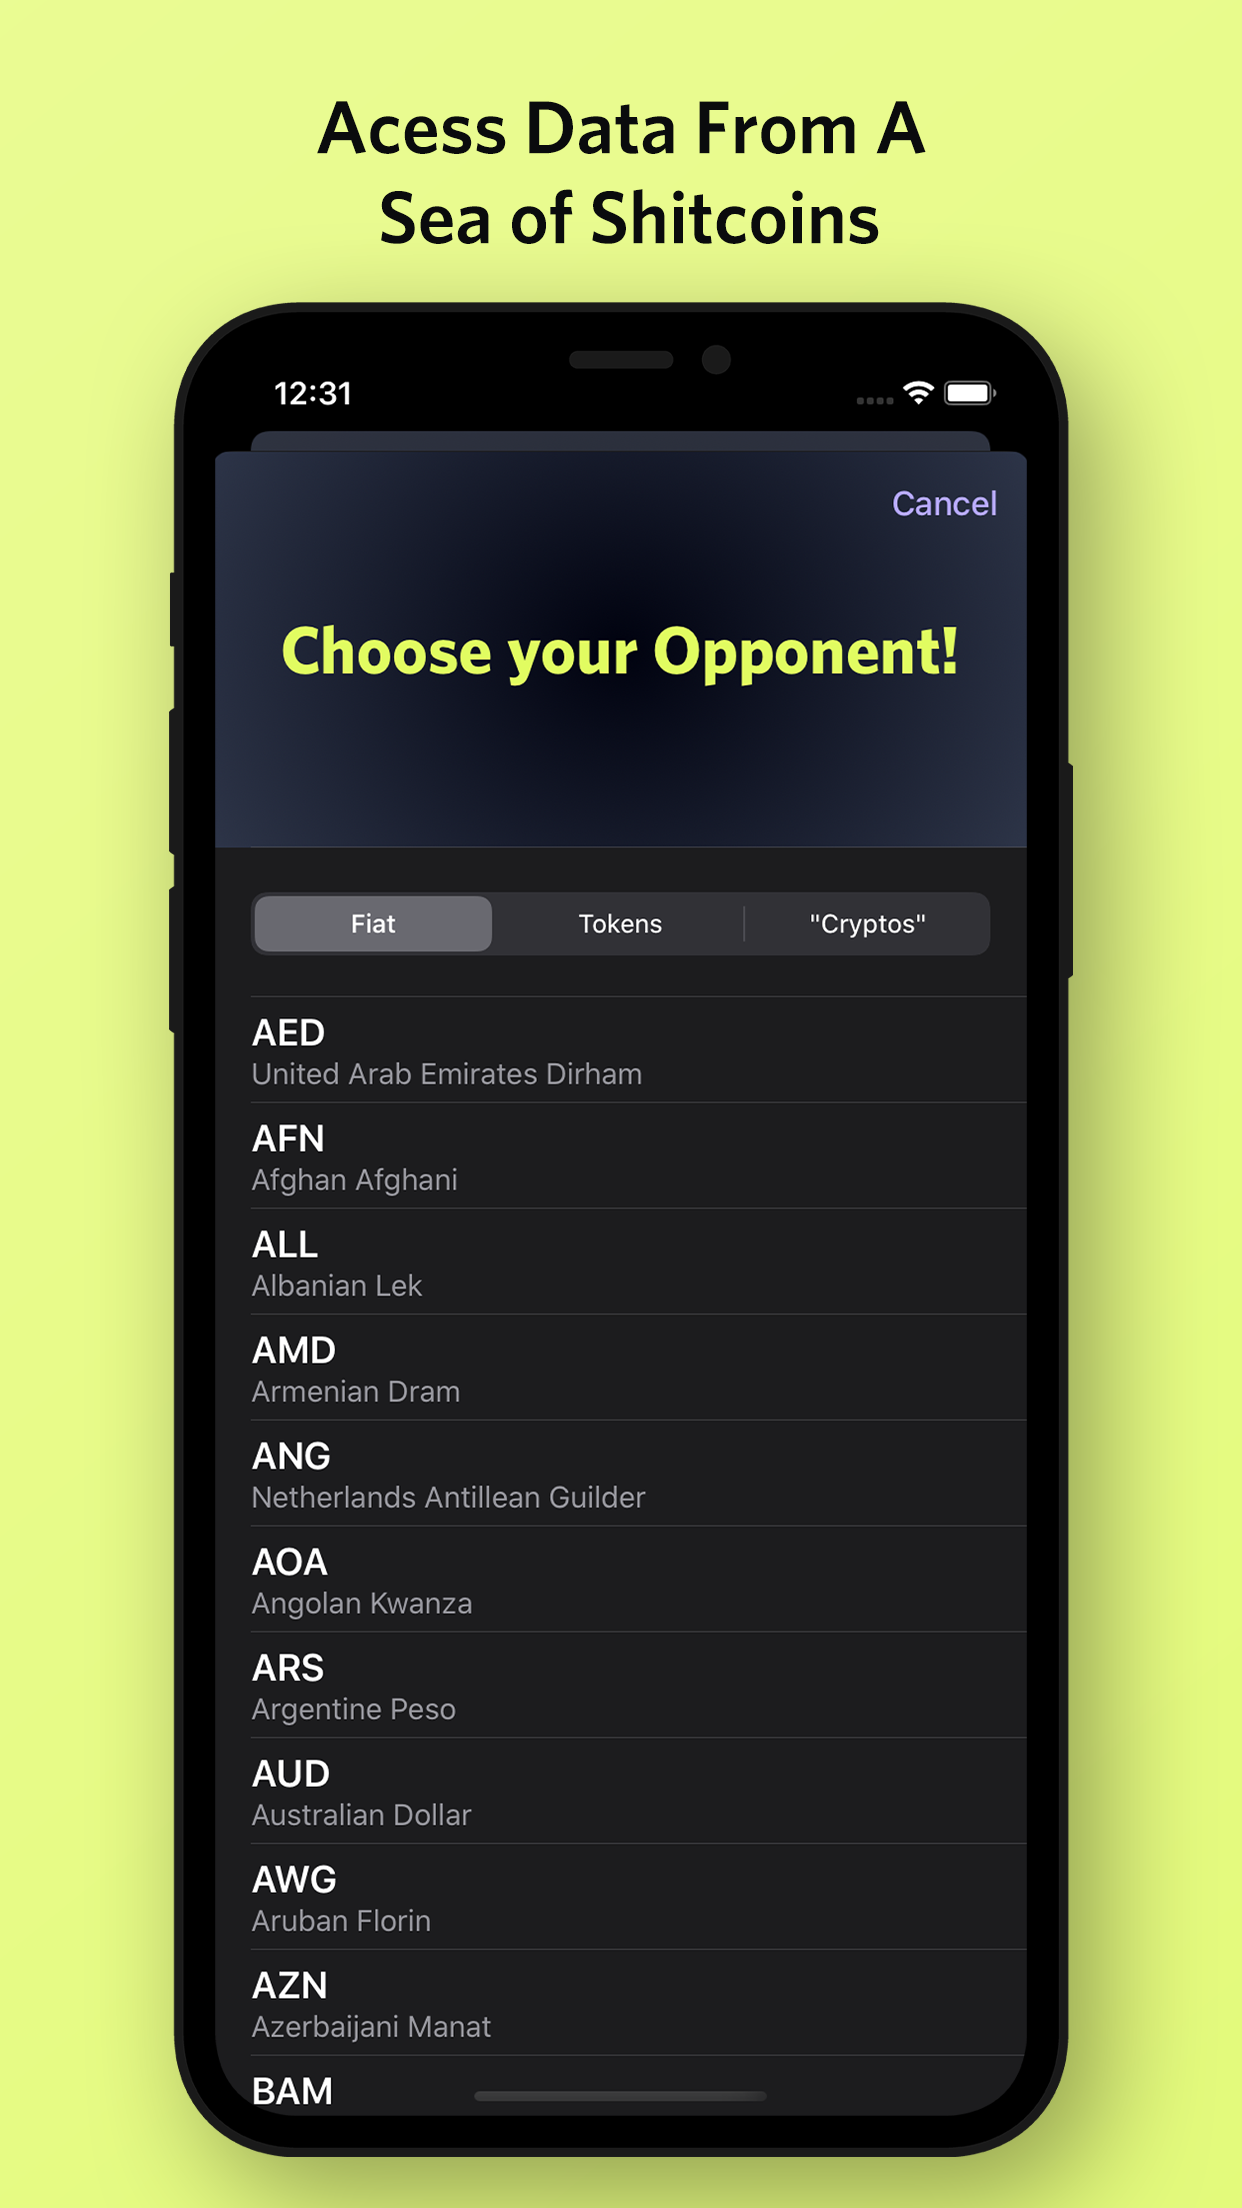 Acess Data From A
Sea of Shitcoins
12:31
Cancel
Choose your Opponent!
Fiat
Tokens
"Cryptos"
AED
United Arab Emirates Dirham
AFN
Afghan Afghani
ALL
Albanian Lek
AMD
Armenian Dram
ANG
Netherlands Antillean Guilder
AOA
Angolan Kwanza
ARS
Argentine Peso
AUD
Australian Dollar
AWG
Aruban Florin
AZN
Azerbaijani Manat
BAM